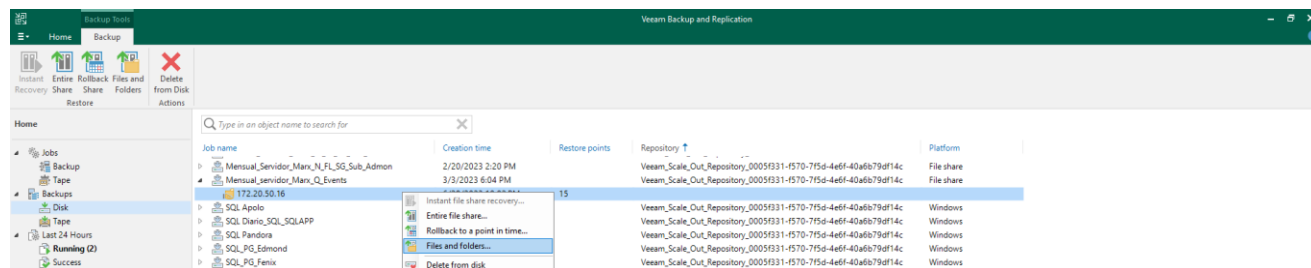 Backup Tools
Veeam Backup and Replication
Home Backup
Instant Recovery
Entire Share
Rollback Share
Files and Folders
Delete from Disk
Restore
Actions
Home
Type in an object name to search for
Jobs
Backup
Tape
Backups
Disk
Tape
Last 24 Hours
Running (2)
Success
Job name Creation time Restore points Repository Platform
Mensual_Servidor_Marx_N_FL_SG_Sub_Admon 2/20/2023 2:20 PM Veeam_Scale_Out_Repository_0005f331-f570-7f5d-4e6f-40a6b79df14c File share
Mensual_servidor_Marx_Q_Events 3/3/2023 6:04 PM Veeam_Scale_Out_Repository_0005f331-f570-7f5d-4e6f-40a6b79df14c File share
172.20.50.16 15
SQL Apolo Veeam_Scale_Out_Repository_0005f331-f570-7f5d-4e6f-40a6b79df14c Windows
SQL Diario_SQL_SQLAPP Veeam_Scale_Out_Repository_0005f331-f570-7f5d-4e6f-40a6b79df14c Windows
SQL Pandora Veeam_Scale_Out_Repository_0005f331-f570-7f5d-4e6f-40a6b79df14c Windows
SQL_PG_Edmond Veeam_Scale_Out_Repository_0005f331-f570-7f5d-4e6f-40a6b79df14c Windows
SQL_PG_Fenix Veeam_Scale_Out_Repository_0005f331-f570-7f5d-4e6f-40a6b79df14c Windows
Instant file share recovery...
Entire file share...
Rollback to a point in time...
Files and folders...
Delete from disk